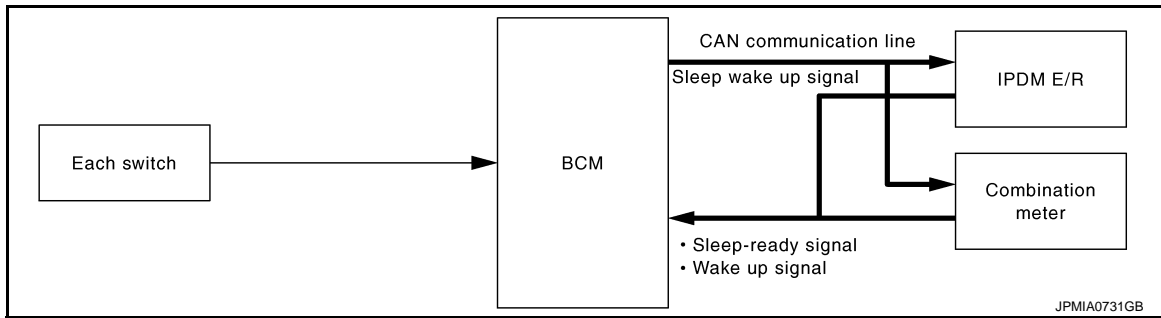 CAN communication line
Sleep wake up signal
IPDM E/R
Each switch
BCM
Combination
meter
• Sleep-ready signal
• Wake up signal
JPMIA0731GB